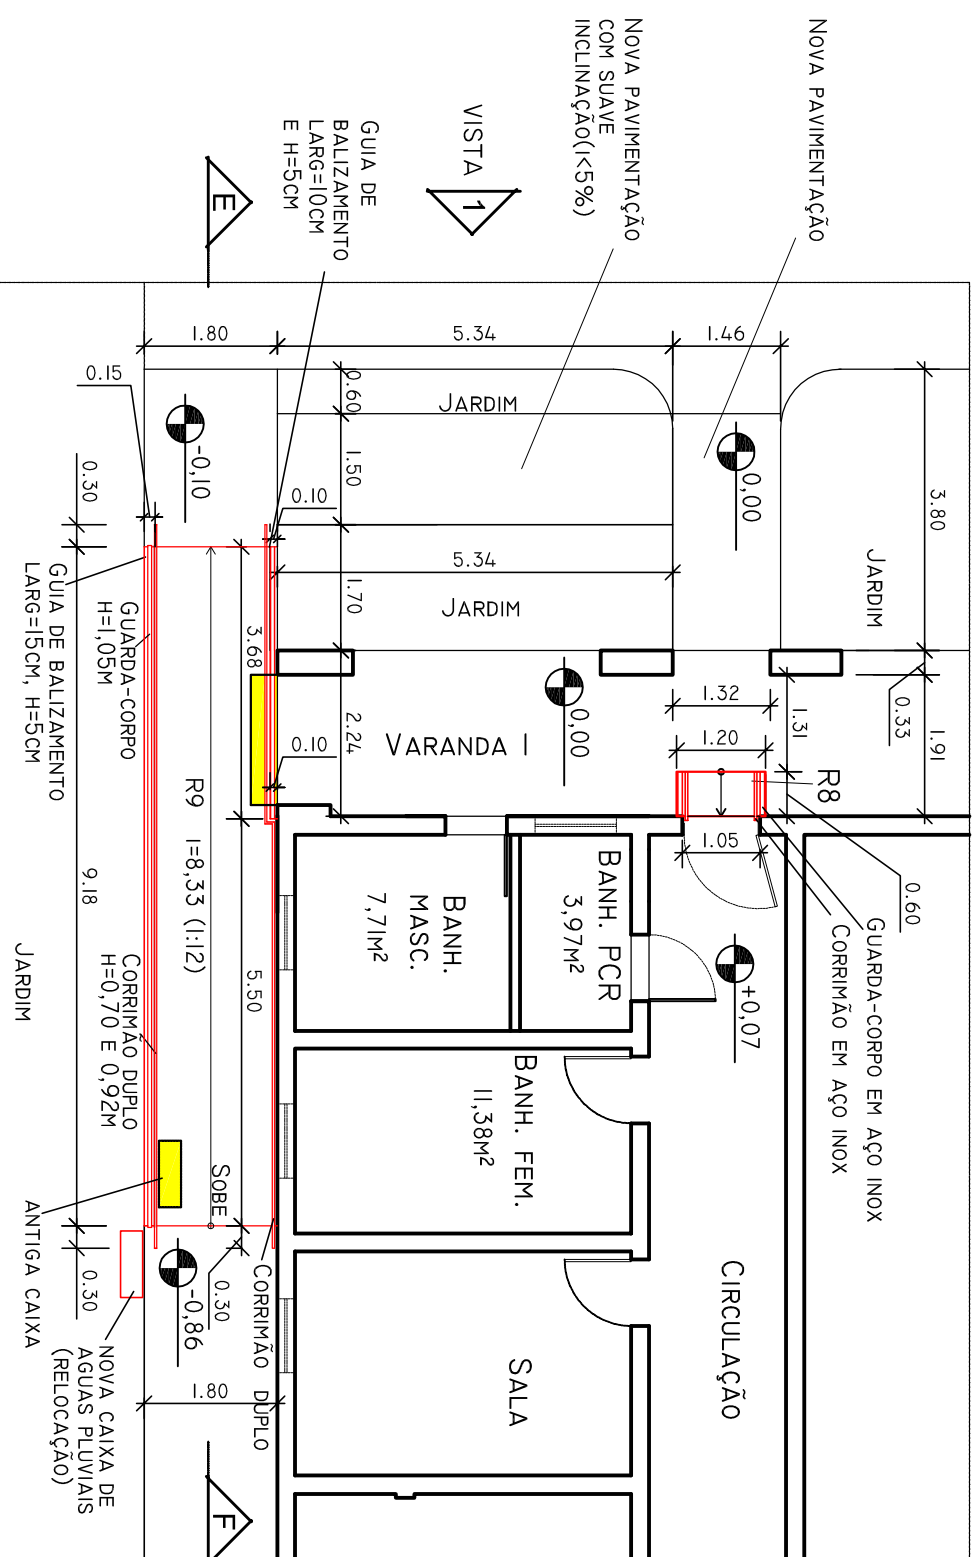 NOVA PAVIMENTAÇÃO
NOVA PAVIMENTAÇÃO
COM SUAVE
INCLINAÇÃO(I<5%)
VISTA
1
GUIA DE
BALIZAMENTO
LARG=10CM
E H=5CM
E
1.80
5.34
1.46
0.15
0.60
JARDIM
1.50
-0,10
0.10
0,00
3.80
0.30
5.34
1.70
JARDIM
JARDIM
GUIA DE BALIZAMENTO
LARG=15CM, H=5CM
GUARDA-CORPO
H=1,05M
3.68
0.10
2.24
VARANDA 1
0,00
1.32
1.20
1.31
0.33
1.91
R8
1.05
0.60
GUARDA-CORPO EM AÇO INOX
CORRIMÃO EM AÇO INOX
R9
I=8,33 (1:12)
9.18
5.50
BANH.
MASC.
7,71M²
BANH. PCR
3,97M²
+0,07
JARDIM
CORRIMÃO DUPLO
H=0,70 E 0,92M
BANH. FEM.
11,38M²
SOBE
ANTIGA CAIXA
0.30
-0,86
0.30
CORRIMÃO DUPLO
CIRCULAÇÃO
SALA
NOVA CAIXA DE
AGUAS PLUVIAIS
(RELOCAÇÃO)
1.80
F